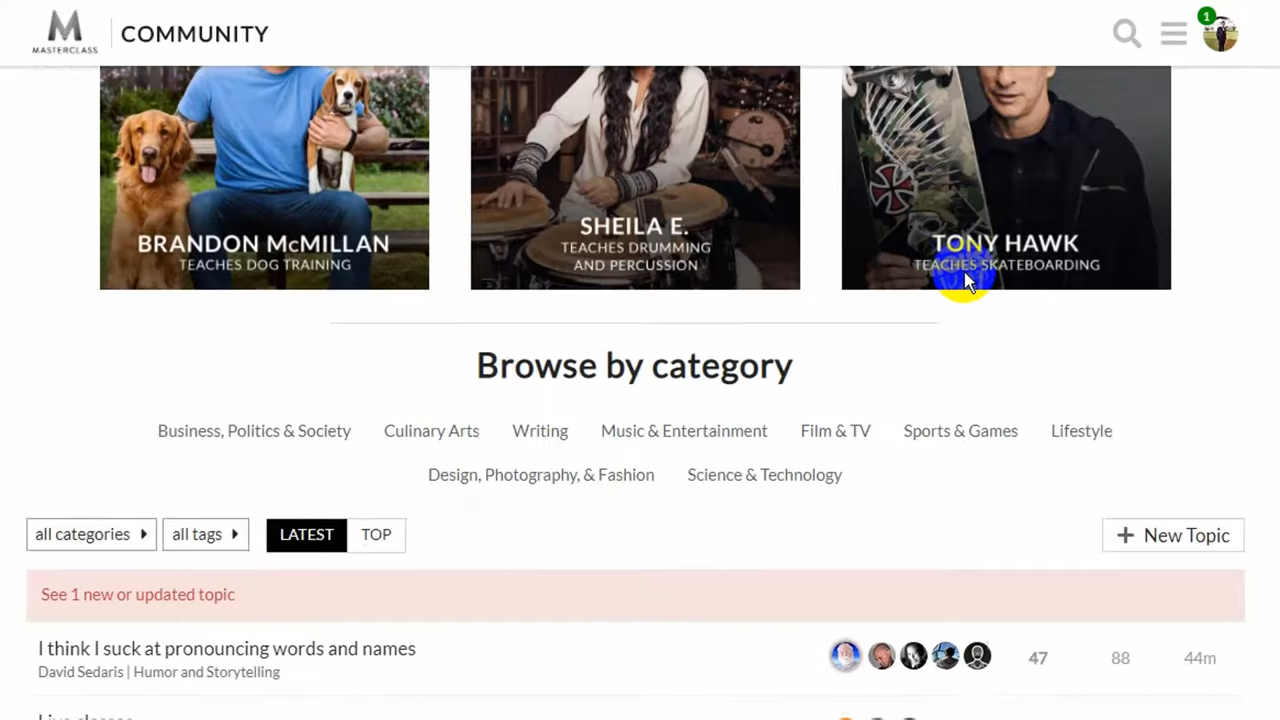 MASTERCLASS
COMMUNITY
1
BRANDON McMILLAN
TEACHES DOG TRAINING
SHEILA E.
TEACHES DRUMMING
AND PERCUSSION
TONY HAWK
TEACHES SKATEBOARDING
Browse by category
Business, Politics & Society Culinary Arts Writing Music & Entertainment Film & TV Sports & Games Lifestyle
Design, Photography, & Fashion Science & Technology
all categories all tags LATEST TOP + New Topic
See 1 new or updated topic
I think I suck at pronouncing words and names
David Sedaris | Humor and Storytelling
47 88 44m